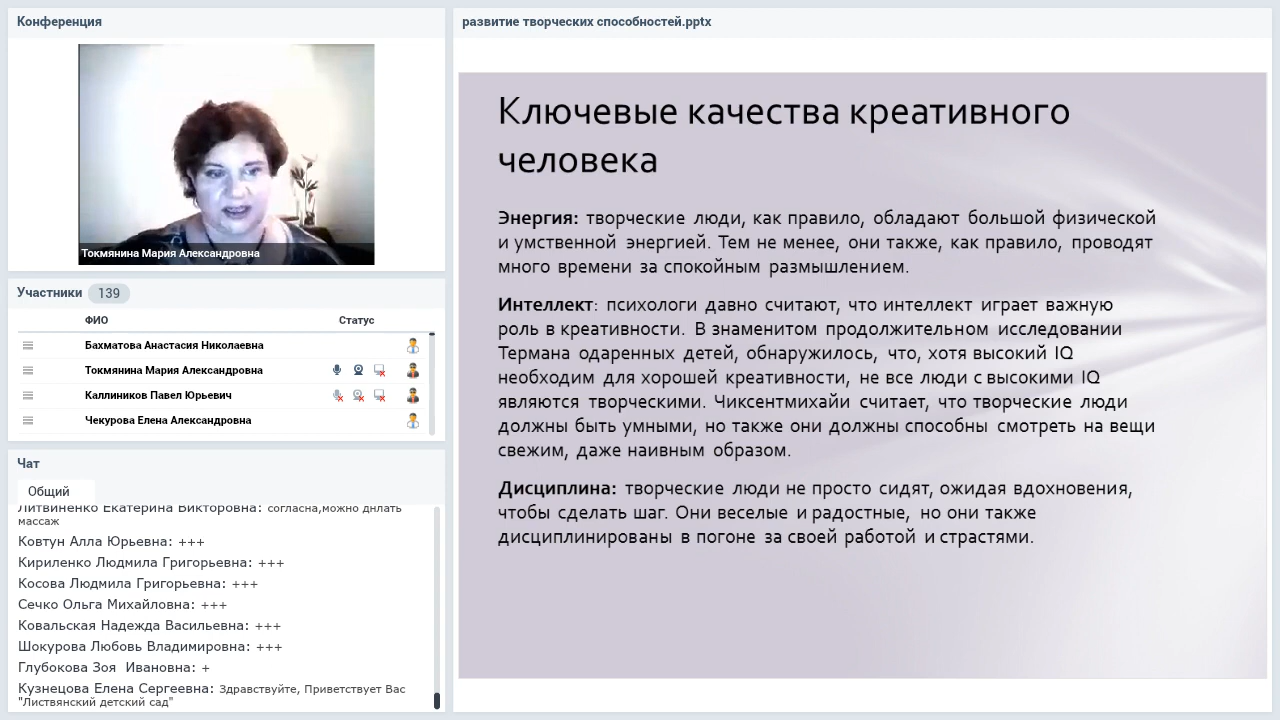 Конференция
Токмянина Мария Александровна
Участники 139
ФИО Статус
Бахматова Анастасия Николаевна
Токмянина Мария Александровна
Каллиников Павел Юрьевич
Чекурова Елена Александровна
Чат
Общий
Литвиненко Екатерина Викторовна: согласна,можно днлать
массаж
Ковтун Алла Юрьевна: +++
Кириленко Людмила Григорьевна: +++
Косова Людмила Григорьевна: +++
Сечко Ольга Михайловна: +++
Ковальская Надежда Васильевна: +++
Шокурова Любовь Владимировна: +++
Глубокова Зоя Ивановна: +
Кузнецова Елена Сергеевна: Здравствуйте, Приветствует Вас
"Листвянский детский сад"
развитие творческих способностей.pptx
Ключевые качества креативного
человека
Энергия: творческие люди, как правило, обладают большой физической
и умственной энергией. Тем не менее, они также, как правило, проводят
много времени за спокойным размышлением.
Интеллект: психологи давно считают, что интеллект играет важную
роль в креативности. В знаменитом продолжительном исследовании
Термана одаренных детей, обнаружилось, что, хотя высокий IQ
необходим для хорошей креативности, не все люди с высокими IQ
являются творческими. Чиксентмихайи считает, что творческие люди
должны быть умными, но также они должны способны смотреть на вещи
свежим, даже наивным образом.
Дисциплина: творческие люди не просто сидят, ожидая вдохновения,
чтобы сделать шаг. Они веселые и радостные, но они также
дисциплинированы в погоне за своей работой и страстями.